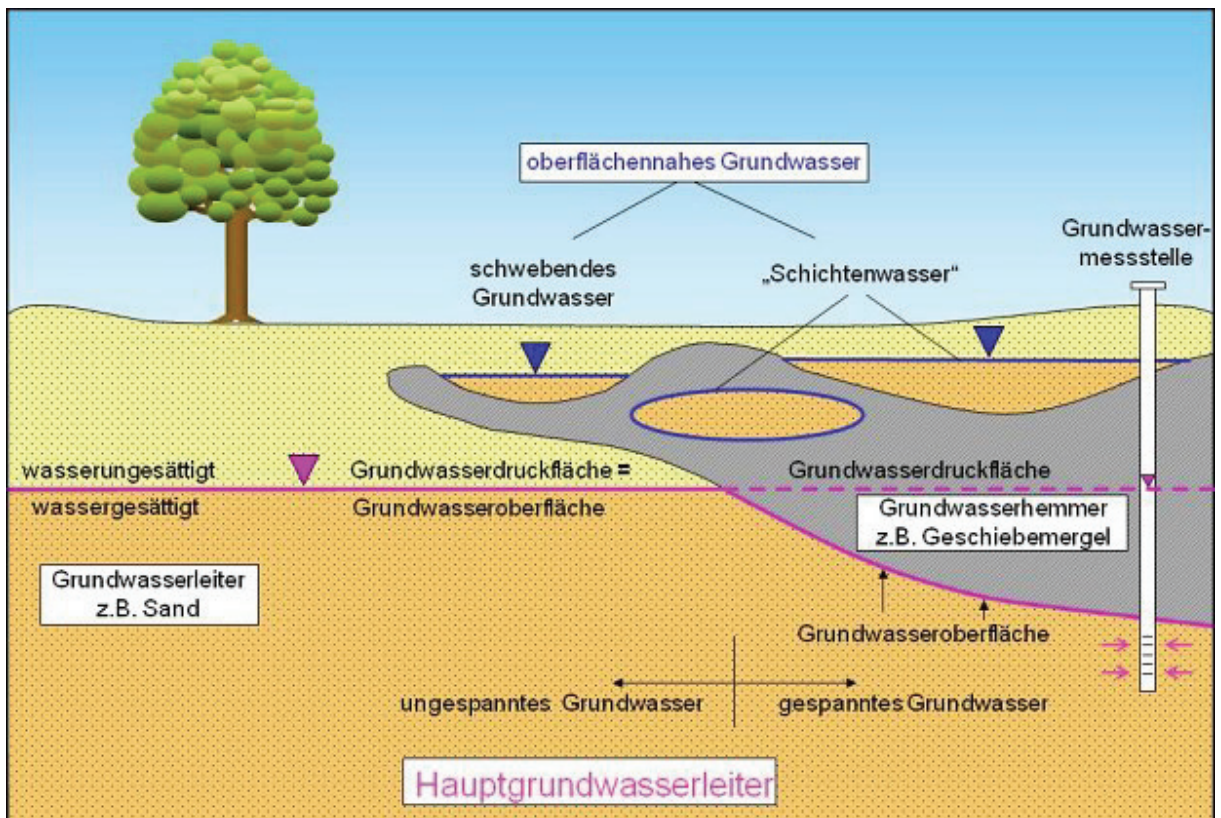 oberflächennahes Grundwasser
Grundwasser-
messstelle
schwebendes
Grundwasser
„Schichtenwasser“
wasserungesättigt
Grundwasserdruckfläche =
Grundwasserdruckfläche
wassergesättigt
Grundwasseroberfläche
Grundwasserhemmer
z.B. Geschiebemergel
Grundwasserleiter
z.B. Sand
Grundwasseroberfläche
ungespanntes Grundwasser
gespanntes Grundwasser
Hauptgrundwasserleiter